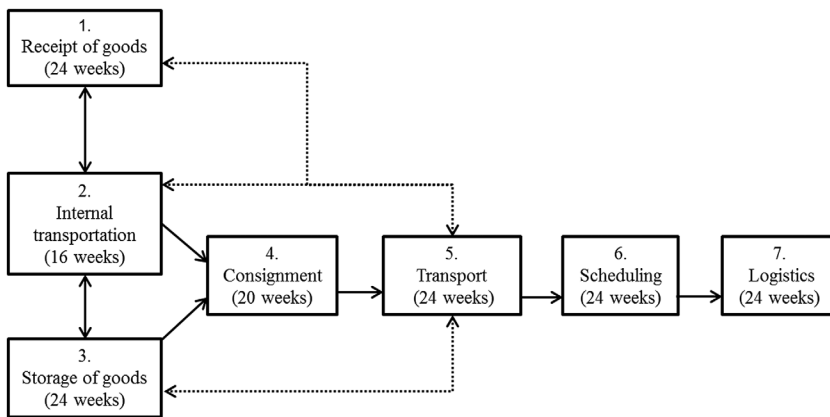 1.
Receipt of goods
(24 weeks)
2.
Internal
transportation
(16 weeks)
3.
Storage of goods
(24 weeks)
4.
Consignment
(20 weeks)
5.
Transport
(24 weeks)
6.
Scheduling
(24 weeks)
7.
Logistics
(24 weeks)